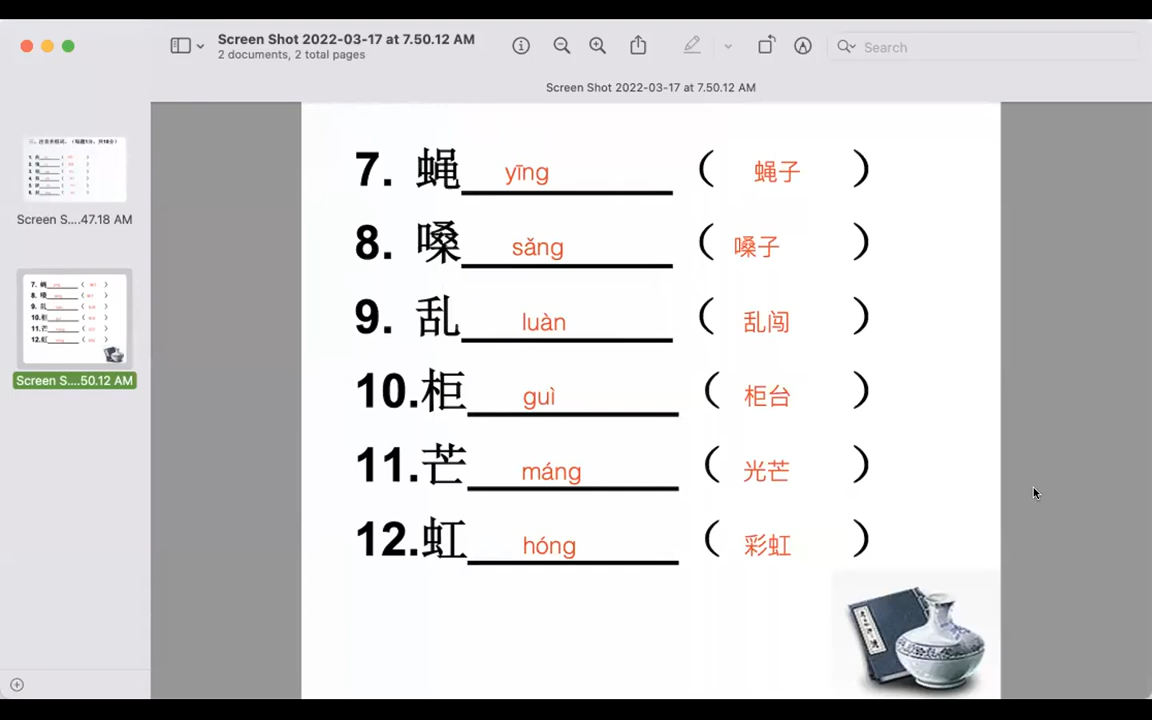 Screen Shot 2022-03-17 at 7.50.12 AM
2 documents, 2 total pages
Search
Screen Shot 2022-03-17 at 7.50.12 AM
Screen S....47.18 AM
Screen S....50.12 AM
7. 蝇 yīng ( 蝇子 )
8. 嗓 sǎng ( 嗓子 )
9. 乱 luàn ( 乱闯 )
10.柜 guì ( 柜台 )
11.芒 máng ( 光芒 )
12.虹 hóng ( 彩虹 )